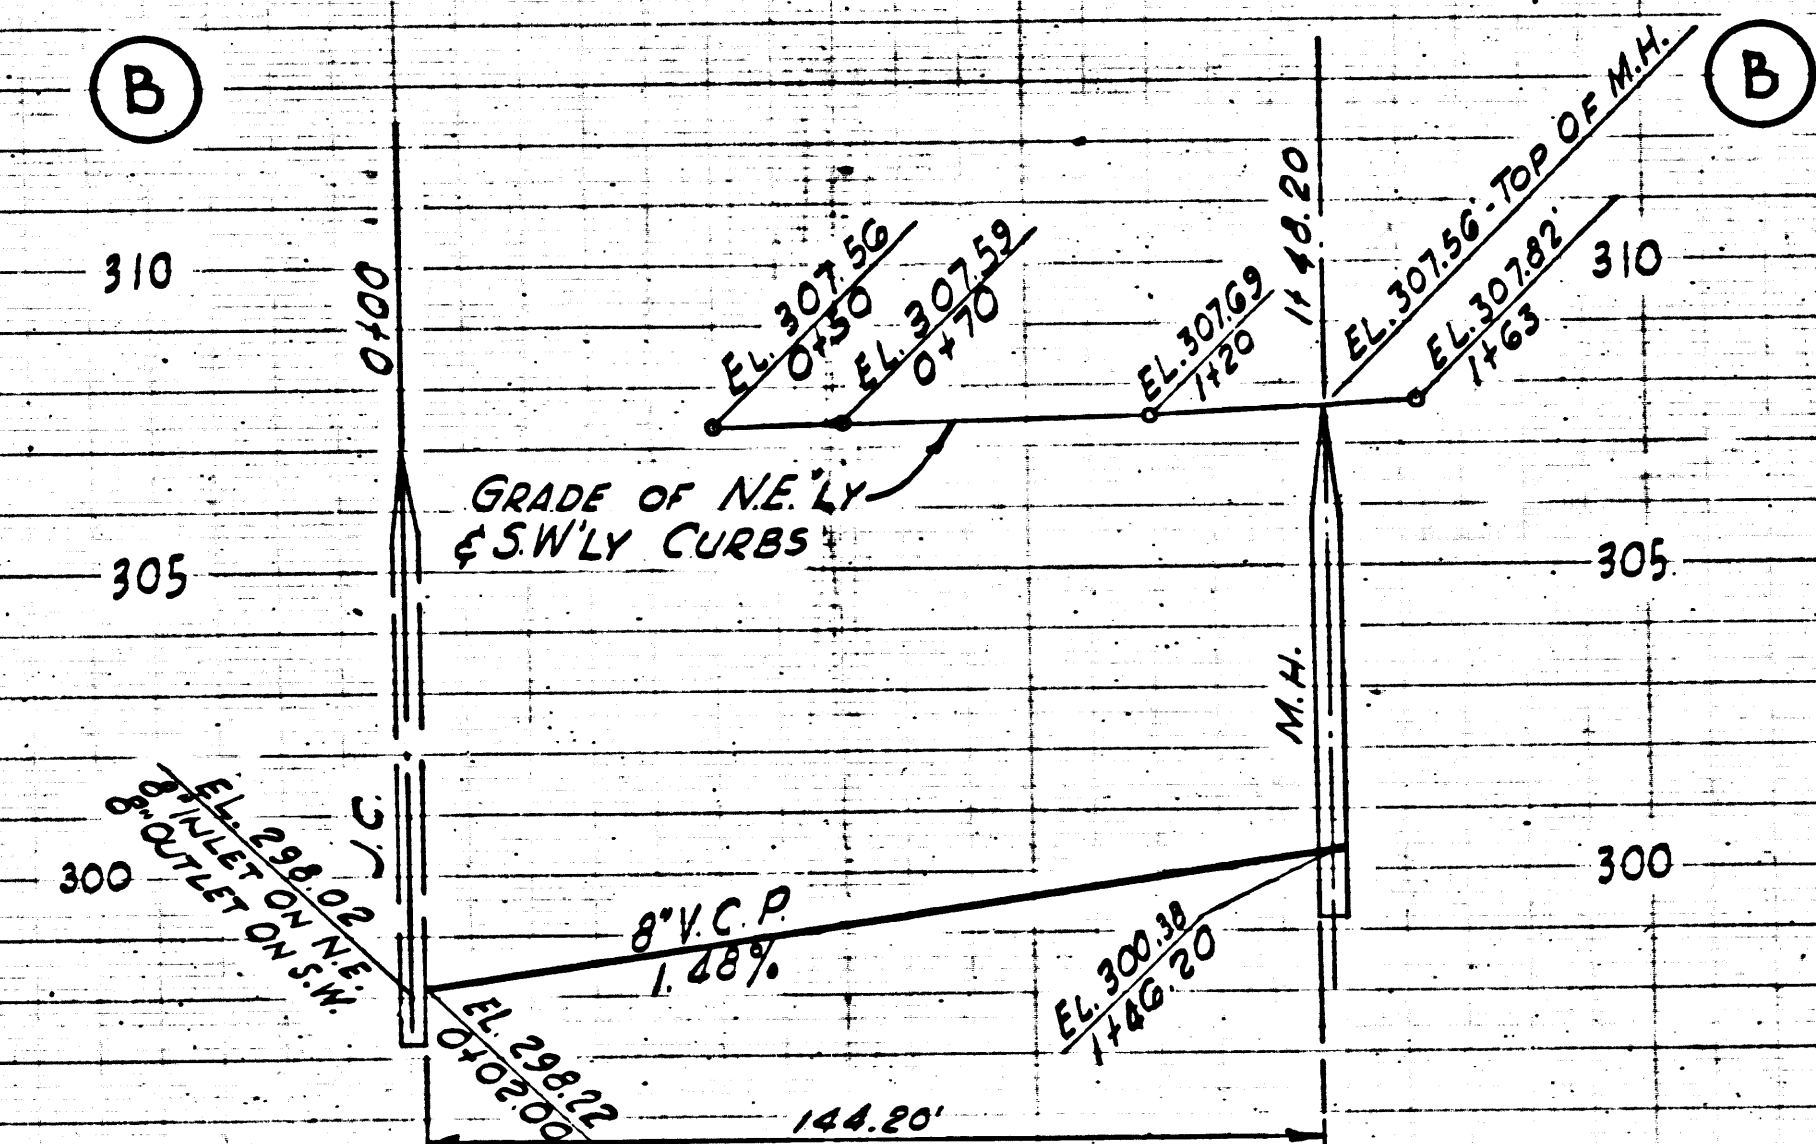 B
B
310
0+00
EL. 307.56
0+50
EL. 307.59
0+70
EL. 307.69
1+20
1+48.20
EL. 307.56'-TOP OF M.H.
EL. 307.82'
1+63
310
GRADE OF N.E.'LY
& S.W'LY CURBS
305
305
M.H.
J.C.
EL. 298.02
8" INLET ON N.E.
8" OUTLET ON S.W.
300
300
8" V.C.P.
1.48%
EL. 300.38
1+46.20
EL. 298.22
0+02.00
144.20'